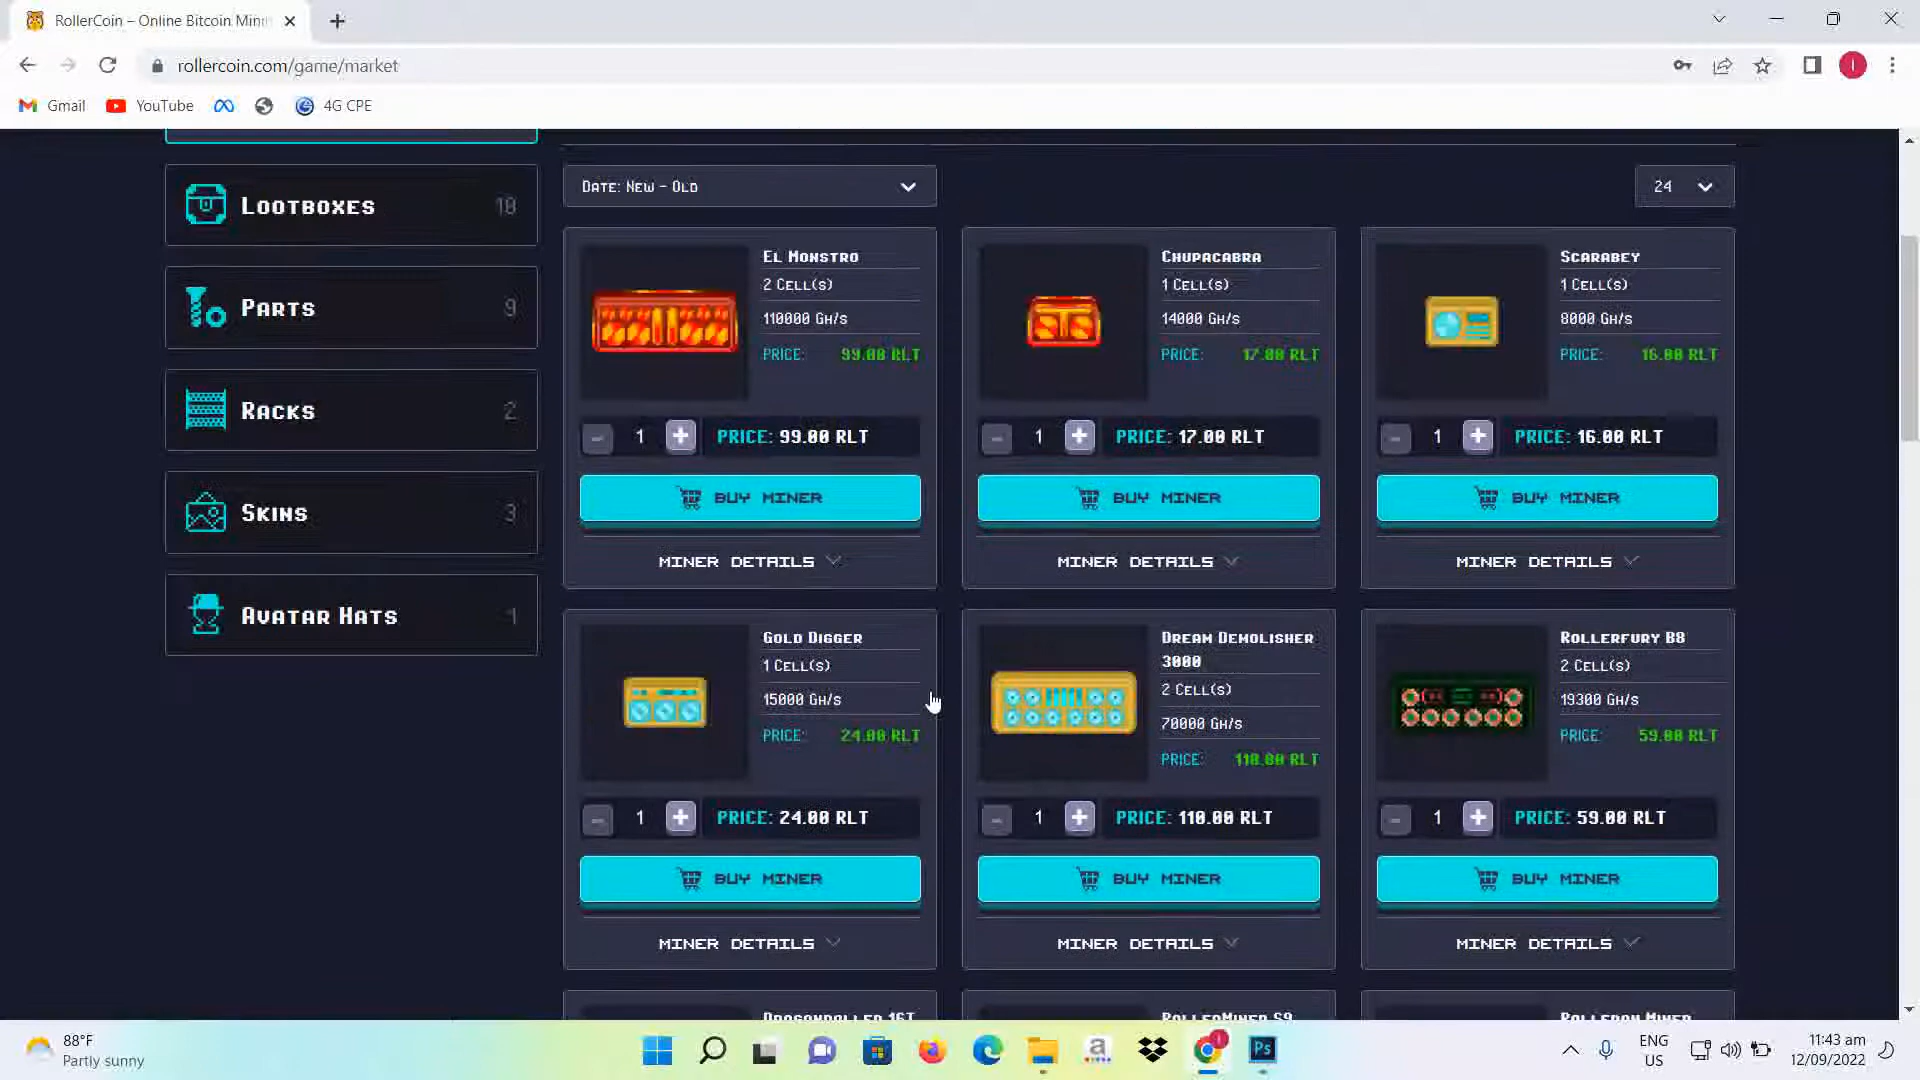 RollerCoin – Online Bitcoin Mini
rollercoin.com/game/market
Gmail
YouTube
4G CPE
Lootboxes 18
Parts 9
Racks 2
Skins 3
Avatar Hats 1
Date: New - Old
24
El Monstro
2 Cell(s)
110000 Gh/s
PRICE: 99.00 RLT
1 PRICE: 99.00 RLT
BUY MINER
MINER DETAILS
Chupacabra
1 Cell(s)
14000 Gh/s
PRICE: 17.00 RLT
1 PRICE: 17.00 RLT
BUY MINER
MINER DETAILS
Scarabey
1 Cell(s)
8000 Gh/s
PRICE: 16.00 RLT
1 PRICE: 16.00 RLT
BUY MINER
MINER DETAILS
Gold Digger
1 Cell(s)
15000 Gh/s
PRICE: 24.00 RLT
1 PRICE: 24.00 RLT
BUY MINER
MINER DETAILS
Dream Demolisher
3000
2 Cell(s)
70000 Gh/s
PRICE: 110.00 RLT
1 PRICE: 110.00 RLT
BUY MINER
MINER DETAILS
Rollerfury B8
2 Cell(s)
19300 Gh/s
PRICE: 59.00 RLT
1 PRICE: 59.00 RLT
BUY MINER
MINER DETAILS
88°F
Partly sunny
Ps
ENG
US
11:43 am
12/09/2022